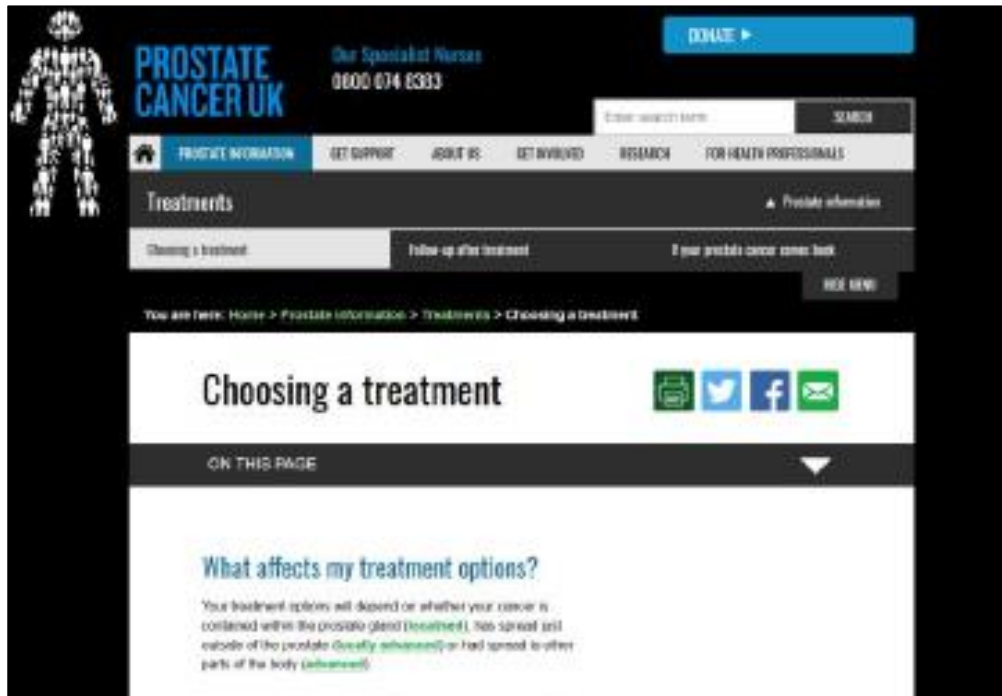 DONATE ▶
PROSTATE
CANCER UK
Our Specialist Nurses
0800 074 8383
Enter search term
SEARCH
PROSTATE INFORMATION GET SUPPORT ABOUT US GET INVOLVED RESEARCH FOR HEALTH PROFESSIONALS
Treatments
▲ Prostate information
Choosing a treatment Follow-up after treatment If your prostate cancer comes back
HIDE MENU
You are here: Home > Prostate information > Treatments > Choosing a treatment
Choosing a treatment
ON THIS PAGE
What affects my treatment options?
Your treatment options will depend on whether your cancer is
contained within the prostate gland (localised), has spread just
outside of the prostate (locally advanced) or had spread to other
parts of the body (advanced).